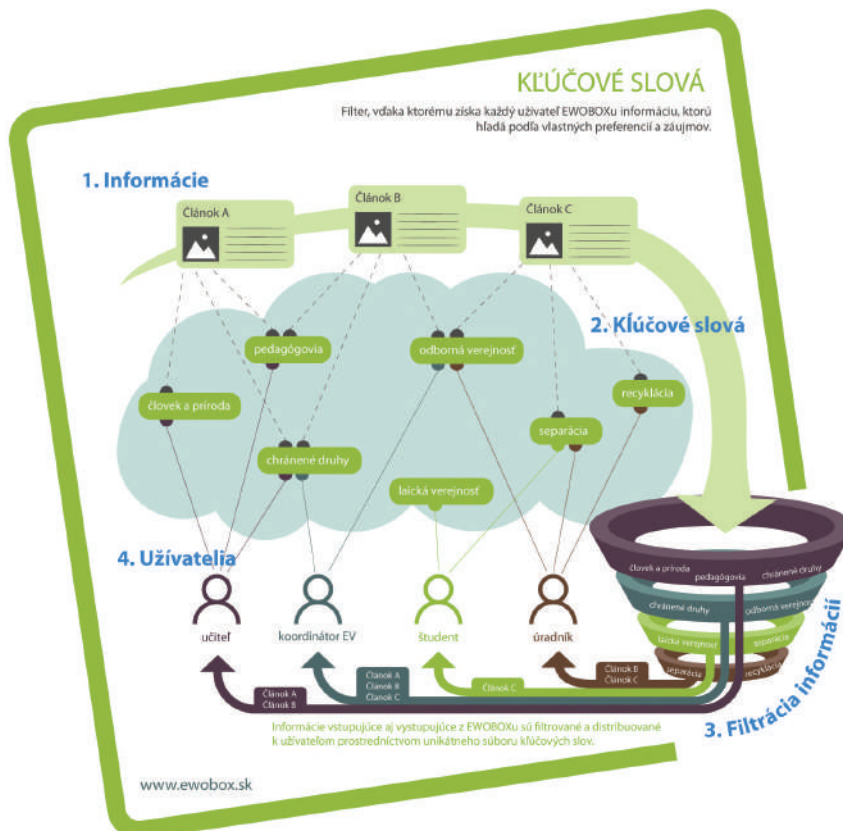 KĽÚČOVÉ SLOVÁ
Filter, vďaka ktorému získa každý užívateľ EWOBOXu informáciu, ktorú
hľadá podľa vlastných preferencií a záujmov.
1. Informácie
Článok A
Článok B
Článok C
2. Kĺúčové slová
pedagógovia
odborná verejnosť
človek a príroda
recyklácia
separácia
chránené druhy
laická verejnosť
4. Užívatelia
učiteľ
koordinátor EV
študent
úradník
človek a príroda
pedagógovia
chránené druhy
chránené druhy
odborná verejnosť
laická verejnosť
separácia
separácia
recyklácia
3. Filtrácia informácií
Článok A
Článok B
Článok A
Článok B
Článok C
Článok C
Článok B
Článok C
Informácie vstupujúce aj vystupujúce z EWOBOXu sú filtrované a distribuované
k užívateľom prostredníctvom unikátneho súboru kľúčových slov.
www.ewobox.sk